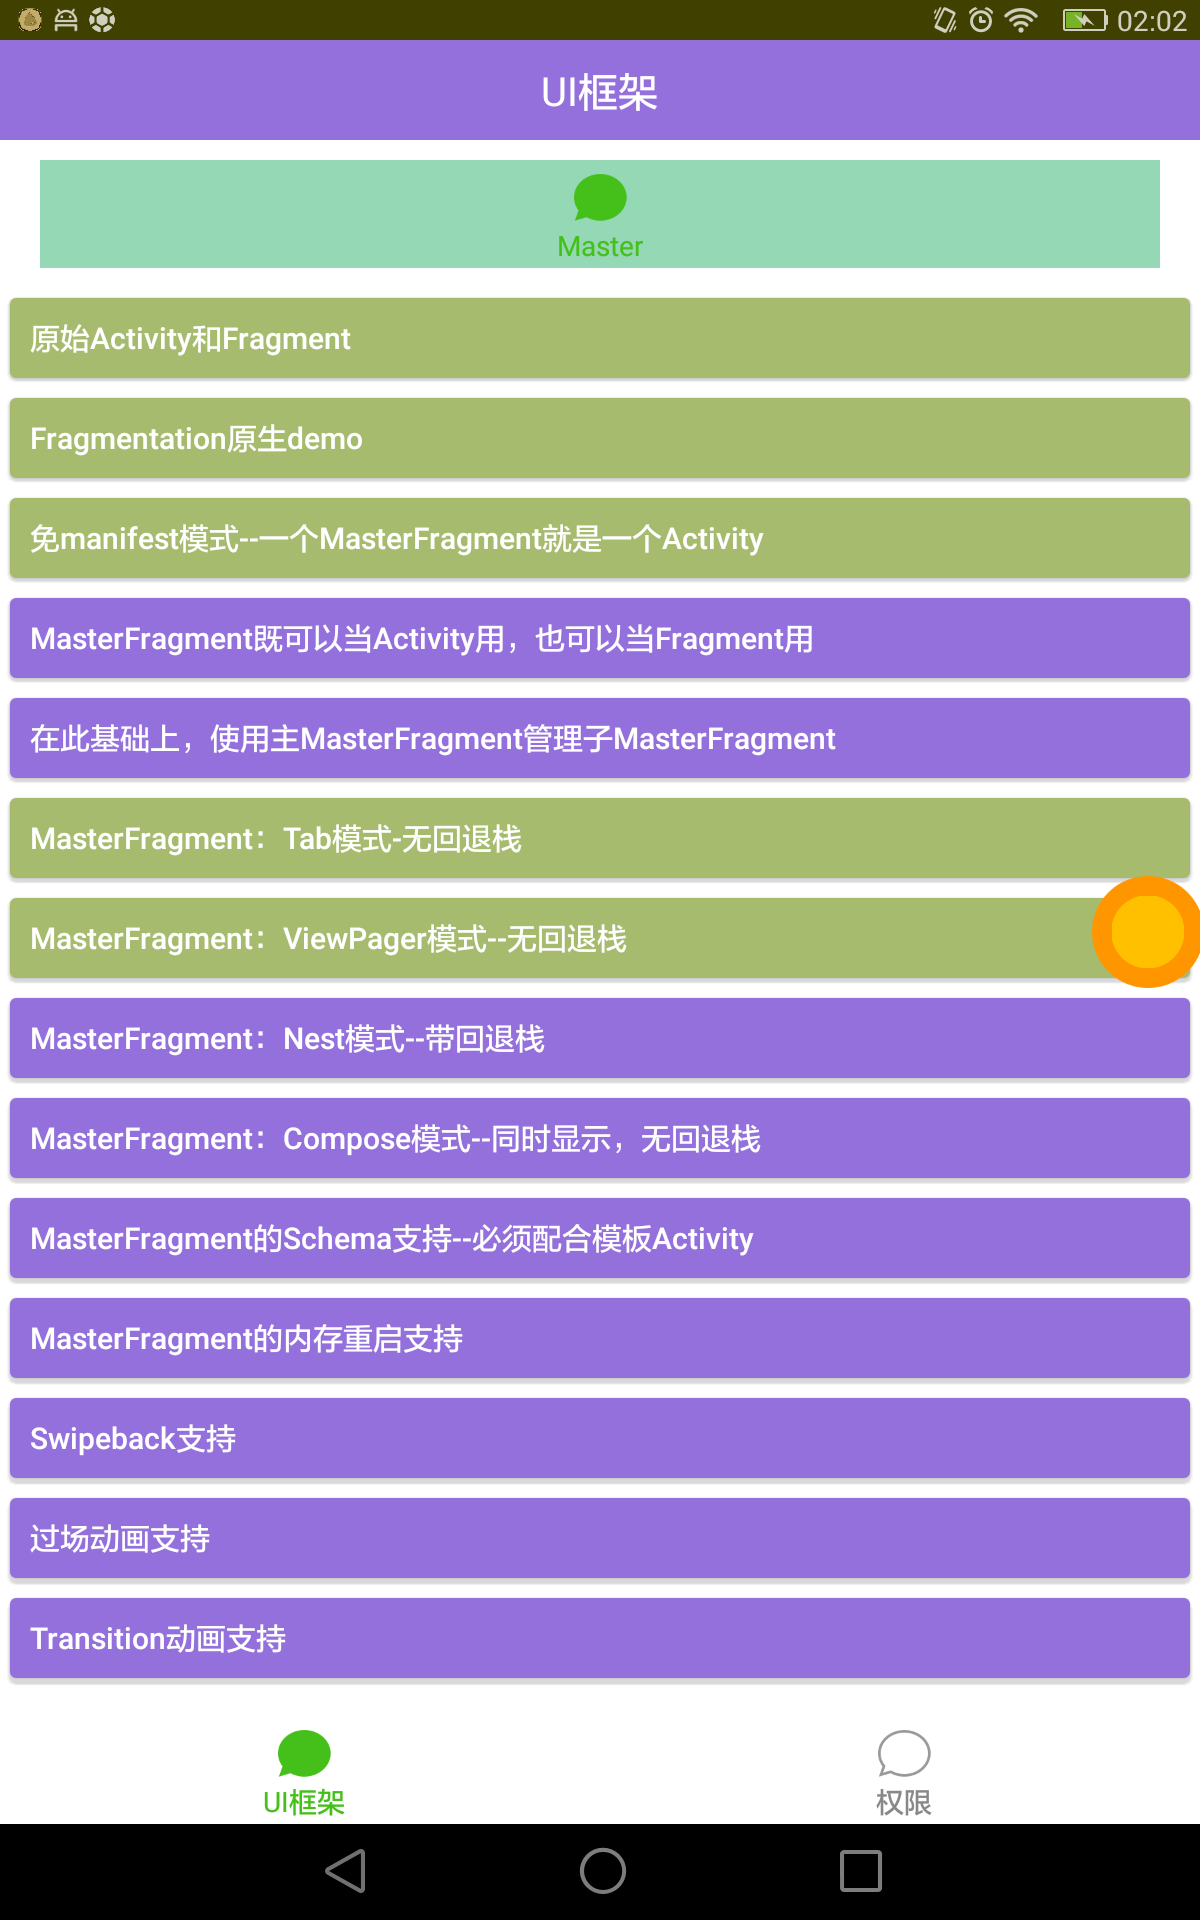 02:02
UI框架
Master
原始Activity和Fragment
Fragmentation原生demo
免manifest模式--一个MasterFragment就是一个Activity
MasterFragment既可以当Activity用，也可以当Fragment用
在此基础上，使用主MasterFragment管理子MasterFragment
MasterFragment：Tab模式-无回退栈
MasterFragment：ViewPager模式--无回退栈
MasterFragment：Nest模式--带回退栈
MasterFragment：Compose模式--同时显示，无回退栈
MasterFragment的Schema支持--必须配合模板Activity
MasterFragment的内存重启支持
Swipeback支持
过场动画支持
Transition动画支持
UI框架
权限